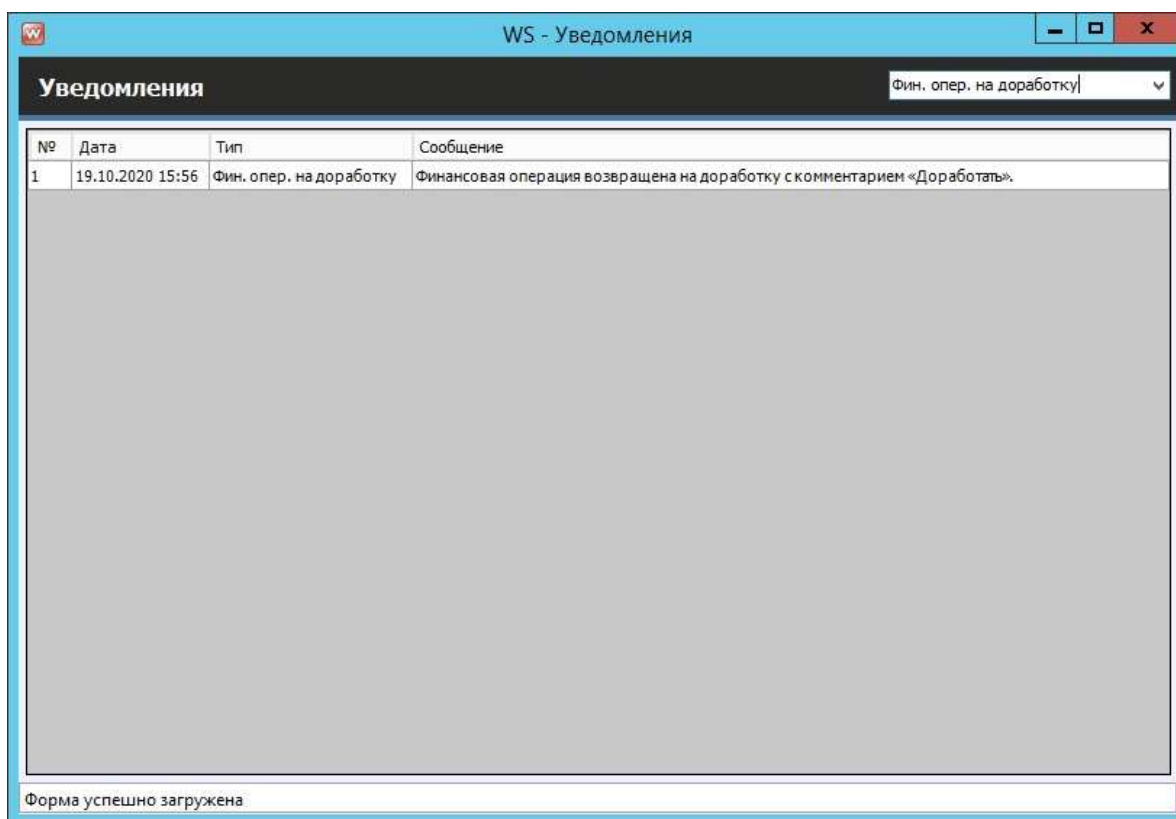 WS - Уведомления
Уведомления
Фин. опер. на доработку
№ Дата Тип Сообщение
1 19.10.2020 15:56 Фин. опер. на доработку Финансовая операция возвращена на доработку с комментарием «Доработать».
Форма успешно загружена